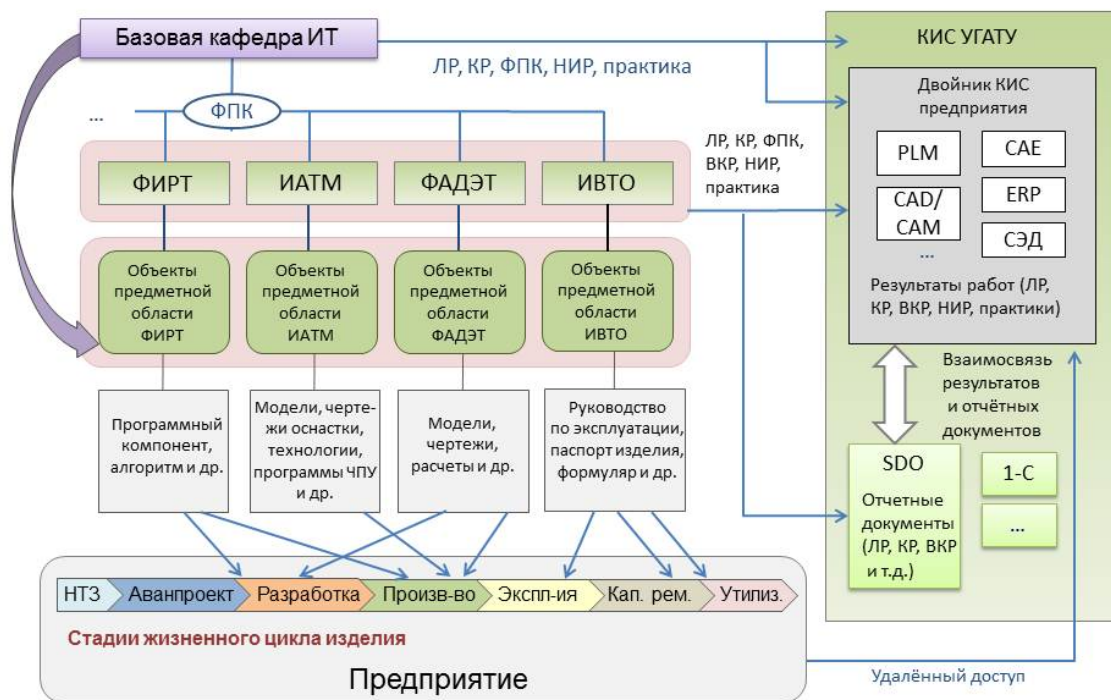 Базовая кафедра ИТ
ЛР, КР, ФПК, НИР, практика
ФПК
...
ФИРТ
ИАТМ
ФАДЭТ
ИВТО
ЛР, КР, ФПК,
ВКР, НИР,
практика
Объекты
предметной
области
ФИРТ
Объекты
предметной
области
ИАТМ
Объекты
предметной
области
ФАДЭТ
Объекты
предметной
области
ИВТО
Программный
компонент,
алгоритм и др.
Модели, черте-
жи оснастки,
технологии,
программы ЧПУ
и др.
Модели,
чертежи,
расчеты и др.
Руководство
по эксплуатации,
паспорт изделия,
формуляр и др.
НТЗ
Аванпроект
Разработка
Произв-во
Экспл-ия
Кап. рем.
Утипиз.
Стадии жизненного цикла изделия
Предприятие
КИС УГАТУ
Двойник КИС
предприятия
PLM
CAE
CAD/
CAM
ERP
СЭД
...
Результаты работ (ЛР,
КР, ВКР, НИР, практики)
Взаимосвязь
результатов
и отчётных
документов
SDO
Отчетные
документы
(ЛР, КР, ВКР
и т.д.)
1-С
...
Удалённый доступ